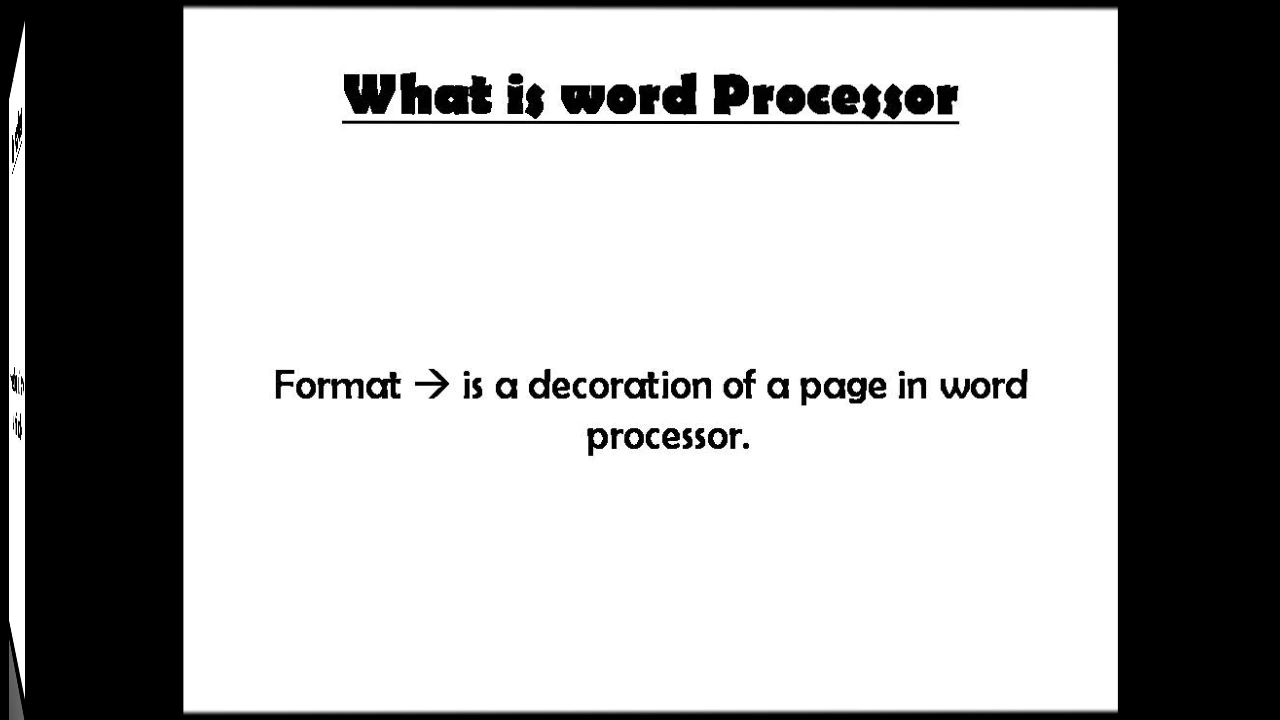 What is word Processor
Format → is a decoration of a page in word
processor.